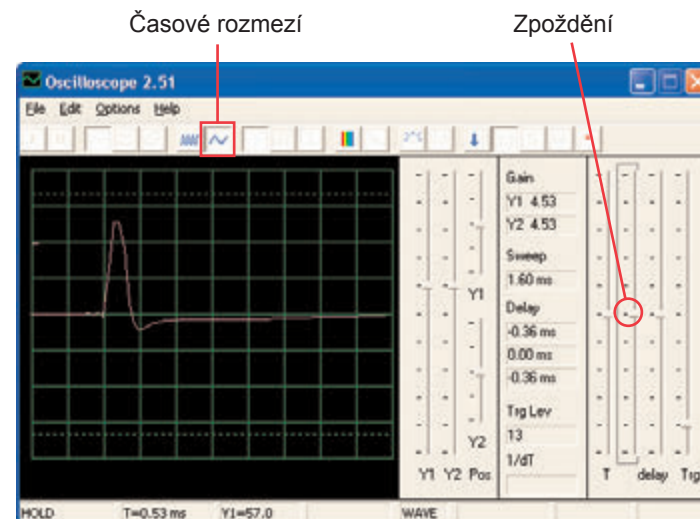 Časové rozmezí
Zpoždění
Oscilloscope 2.51
File Edit Options Help
Gain
Y1 4.53
Y2 4.53
Sweep
1.60 ms
Delay
-0.36 ms
0.00 ms
-0.36 ms
Trg Lev
13
1/dT
Y1
Y2
Y1 Y2 Pos
T delay Trg
HOLD T=0.53 ms Y1=57.0 WAVE